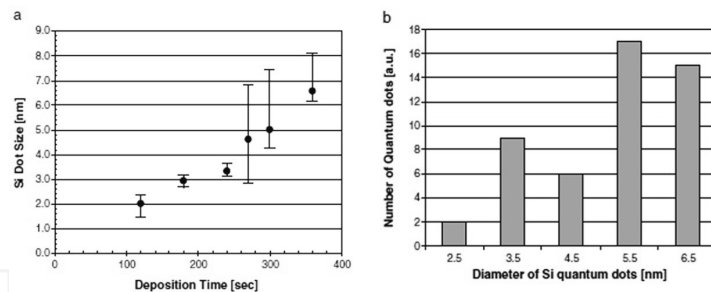 a
9.0
8.0
7.0
6.0
5.0
4.0
3.0
2.0
1.0
0.0
Si Dot Size [nm]
0 100 200 300 400
Deposition Time [sec]
b
18
16
14
12
10
8
6
4
2
0
Number of Quantum dots [a.u.]
2.5 3.5 4.5 5.5 6.5
Diameter of Si quantum dots [nm]